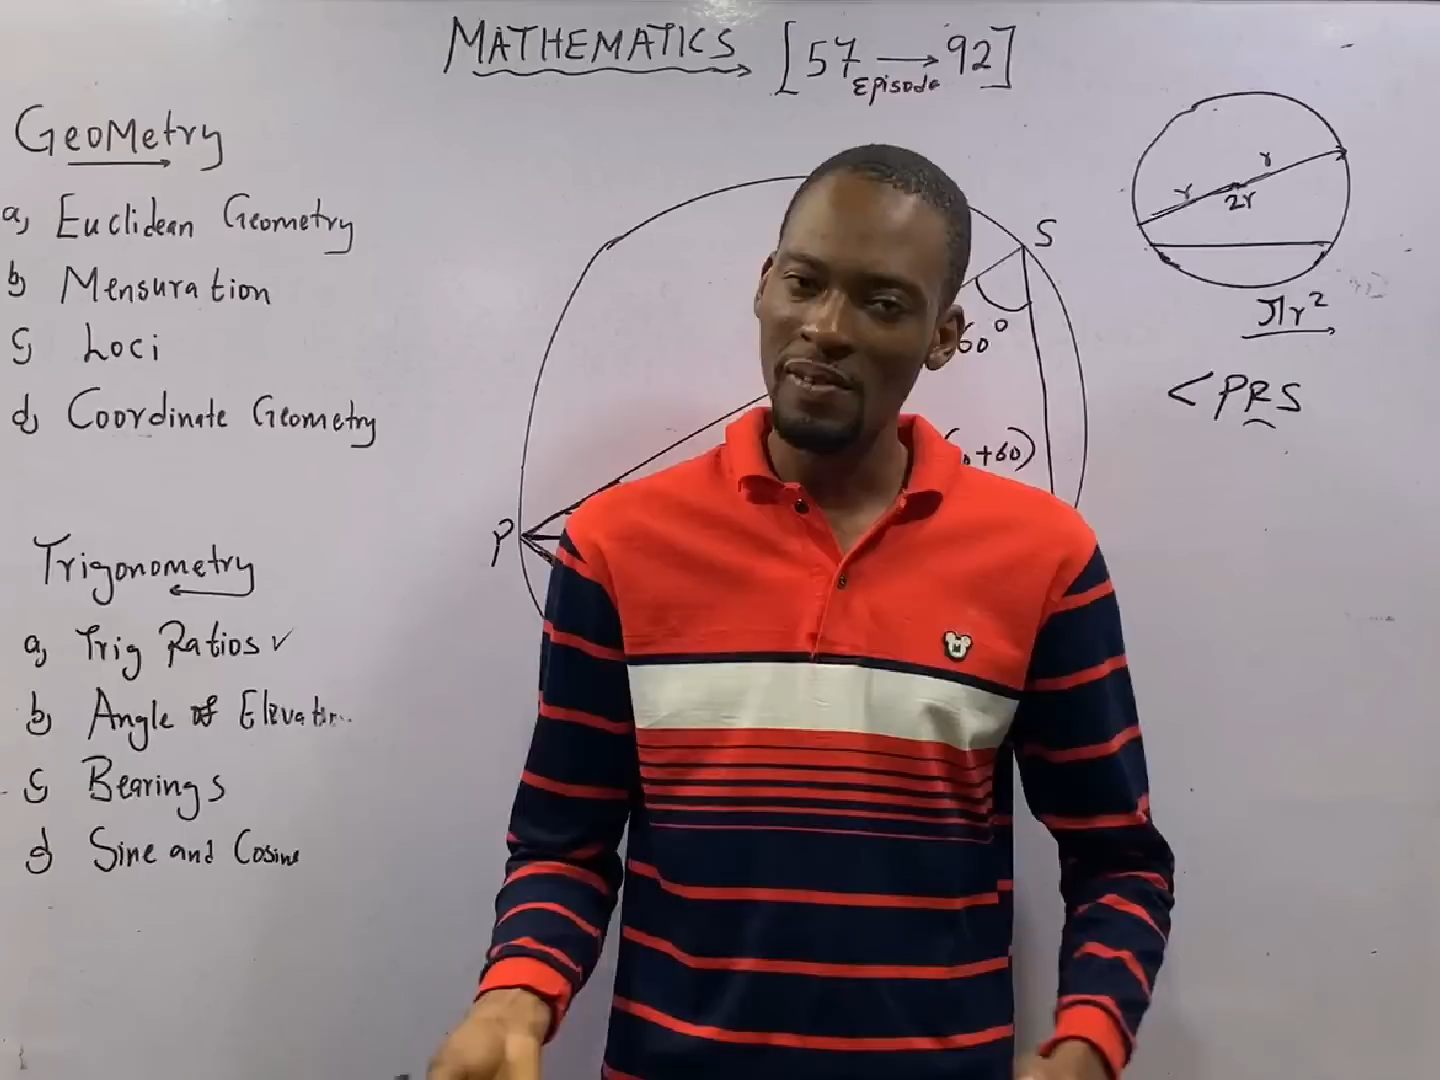 MATHEMATICS [57 → 92]
Episode
Geometry
a, Euclidean Geometry
b, Mensuration
c, Loci
d, Coordinate Geometry
Trigonometry
a, Trig Ratios ✓
b, Angle of Elevatn..
c, Bearings
d, Sine and Cosine
S
60°
+60)
P
r
r
2r
πr²
<PRS